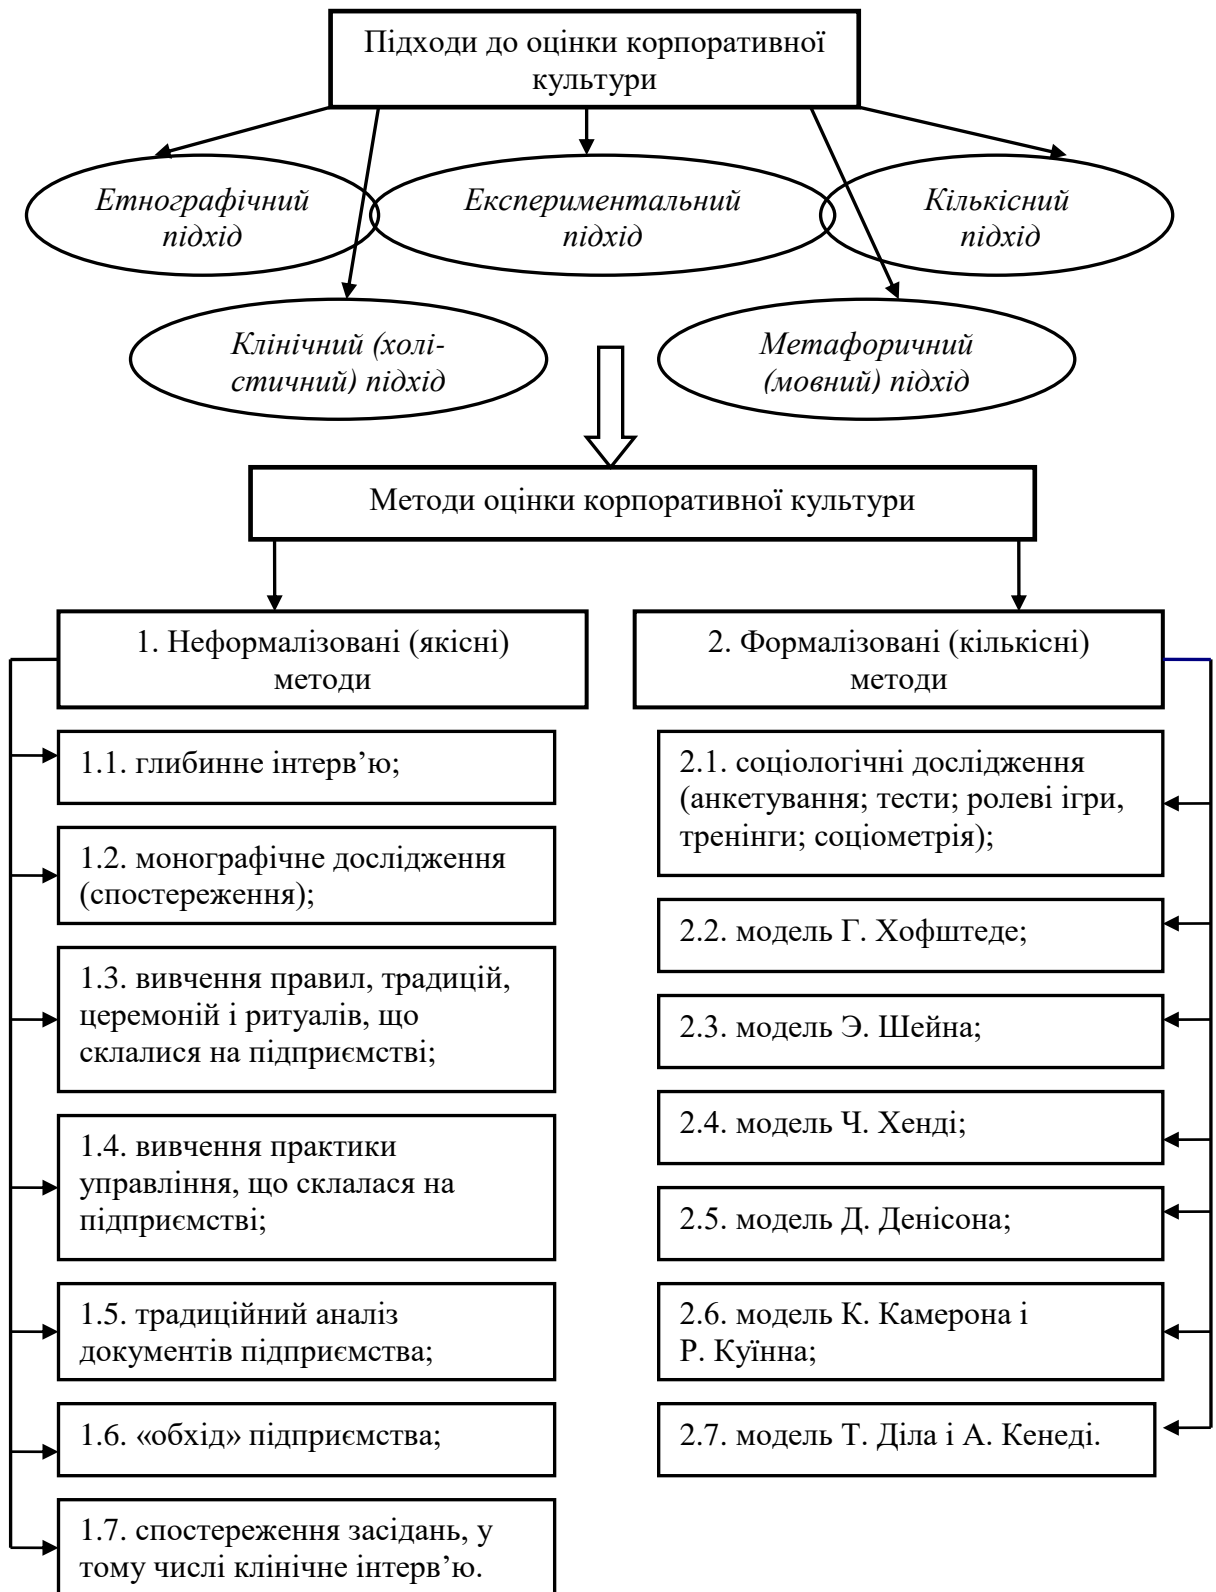 Підходи до оцінки корпоративної
культури
Етнографічний
підхід
Експериментальний
підхід
Кількісний
підхід
Клінічний (холі-
стичний) підхід
Метафоричний
(мовний) підхід
Методи оцінки корпоративної культури
1. Неформалізовані (якісні)
методи
1.1. глибинне інтерв’ю;
1.2. монографічне дослідження
(спостереження);
1.3. вивчення правил, традицій,
церемоній і ритуалів, що
склалися на підприємстві;
1.4. вивчення практики
управління, що склалася на
підприємстві;
1.5. традиційний аналіз
документів підприємства;
1.6. «обхід» підприємства;
1.7. спостереження засідань, у
тому числі клінічне інтерв’ю.
2. Формалізовані (кількісні)
методи
2.1. соціологічні дослідження
(анкетування; тести; ролеві ігри,
тренінги; соціометрія);
2.2. модель Г. Хофштеде;
2.3. модель Э. Шейна;
2.4. модель Ч. Хенді;
2.5. модель Д. Денісона;
2.6. модель К. Камерона і
Р. Куїнна;
2.7. модель Т. Діла і А. Кенеді.